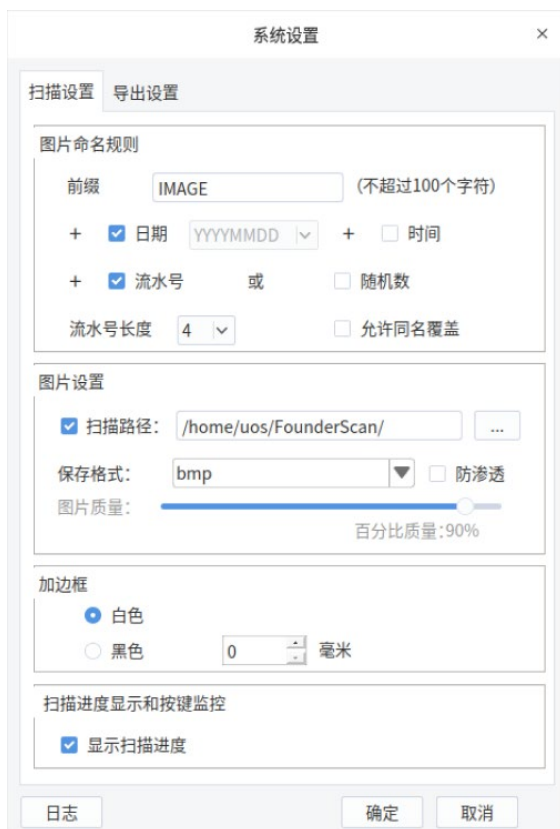 系统设置
扫描设置 导出设置
图片命名规则
前缀 IMAGE (不超过100个字符)
+ 日期 YYYYMMDD + 时间
+ 流水号 或 随机数
流水号长度 4 允许同名覆盖
图片设置
扫描路径: /home/uos/FounderScan/ ...
保存格式: bmp 防渗透
图片质量:
百分比质量:90%
加边框
白色
黑色 0 毫米
扫描进度显示和按键监控
显示扫描进度
日志 确定 取消